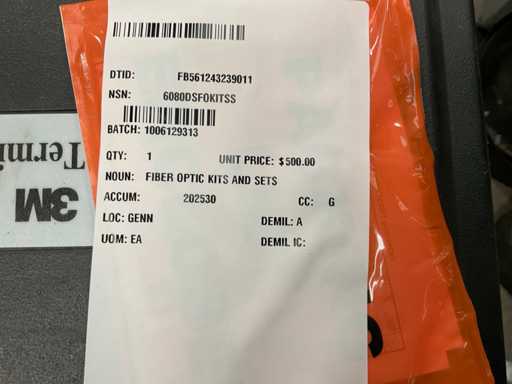 DTID: FB561243239011
NSN: 6080DSFOKITSS
BATCH: 1006129313
QTY: 1 UNIT PRICE: $500.00
NOUN: FIBER OPTIC KITS AND SETS
ACCUM: 202530 CC: G
LOC: GENN DEMIL: A
UOM: EA DEMIL IC:
Termi
3M